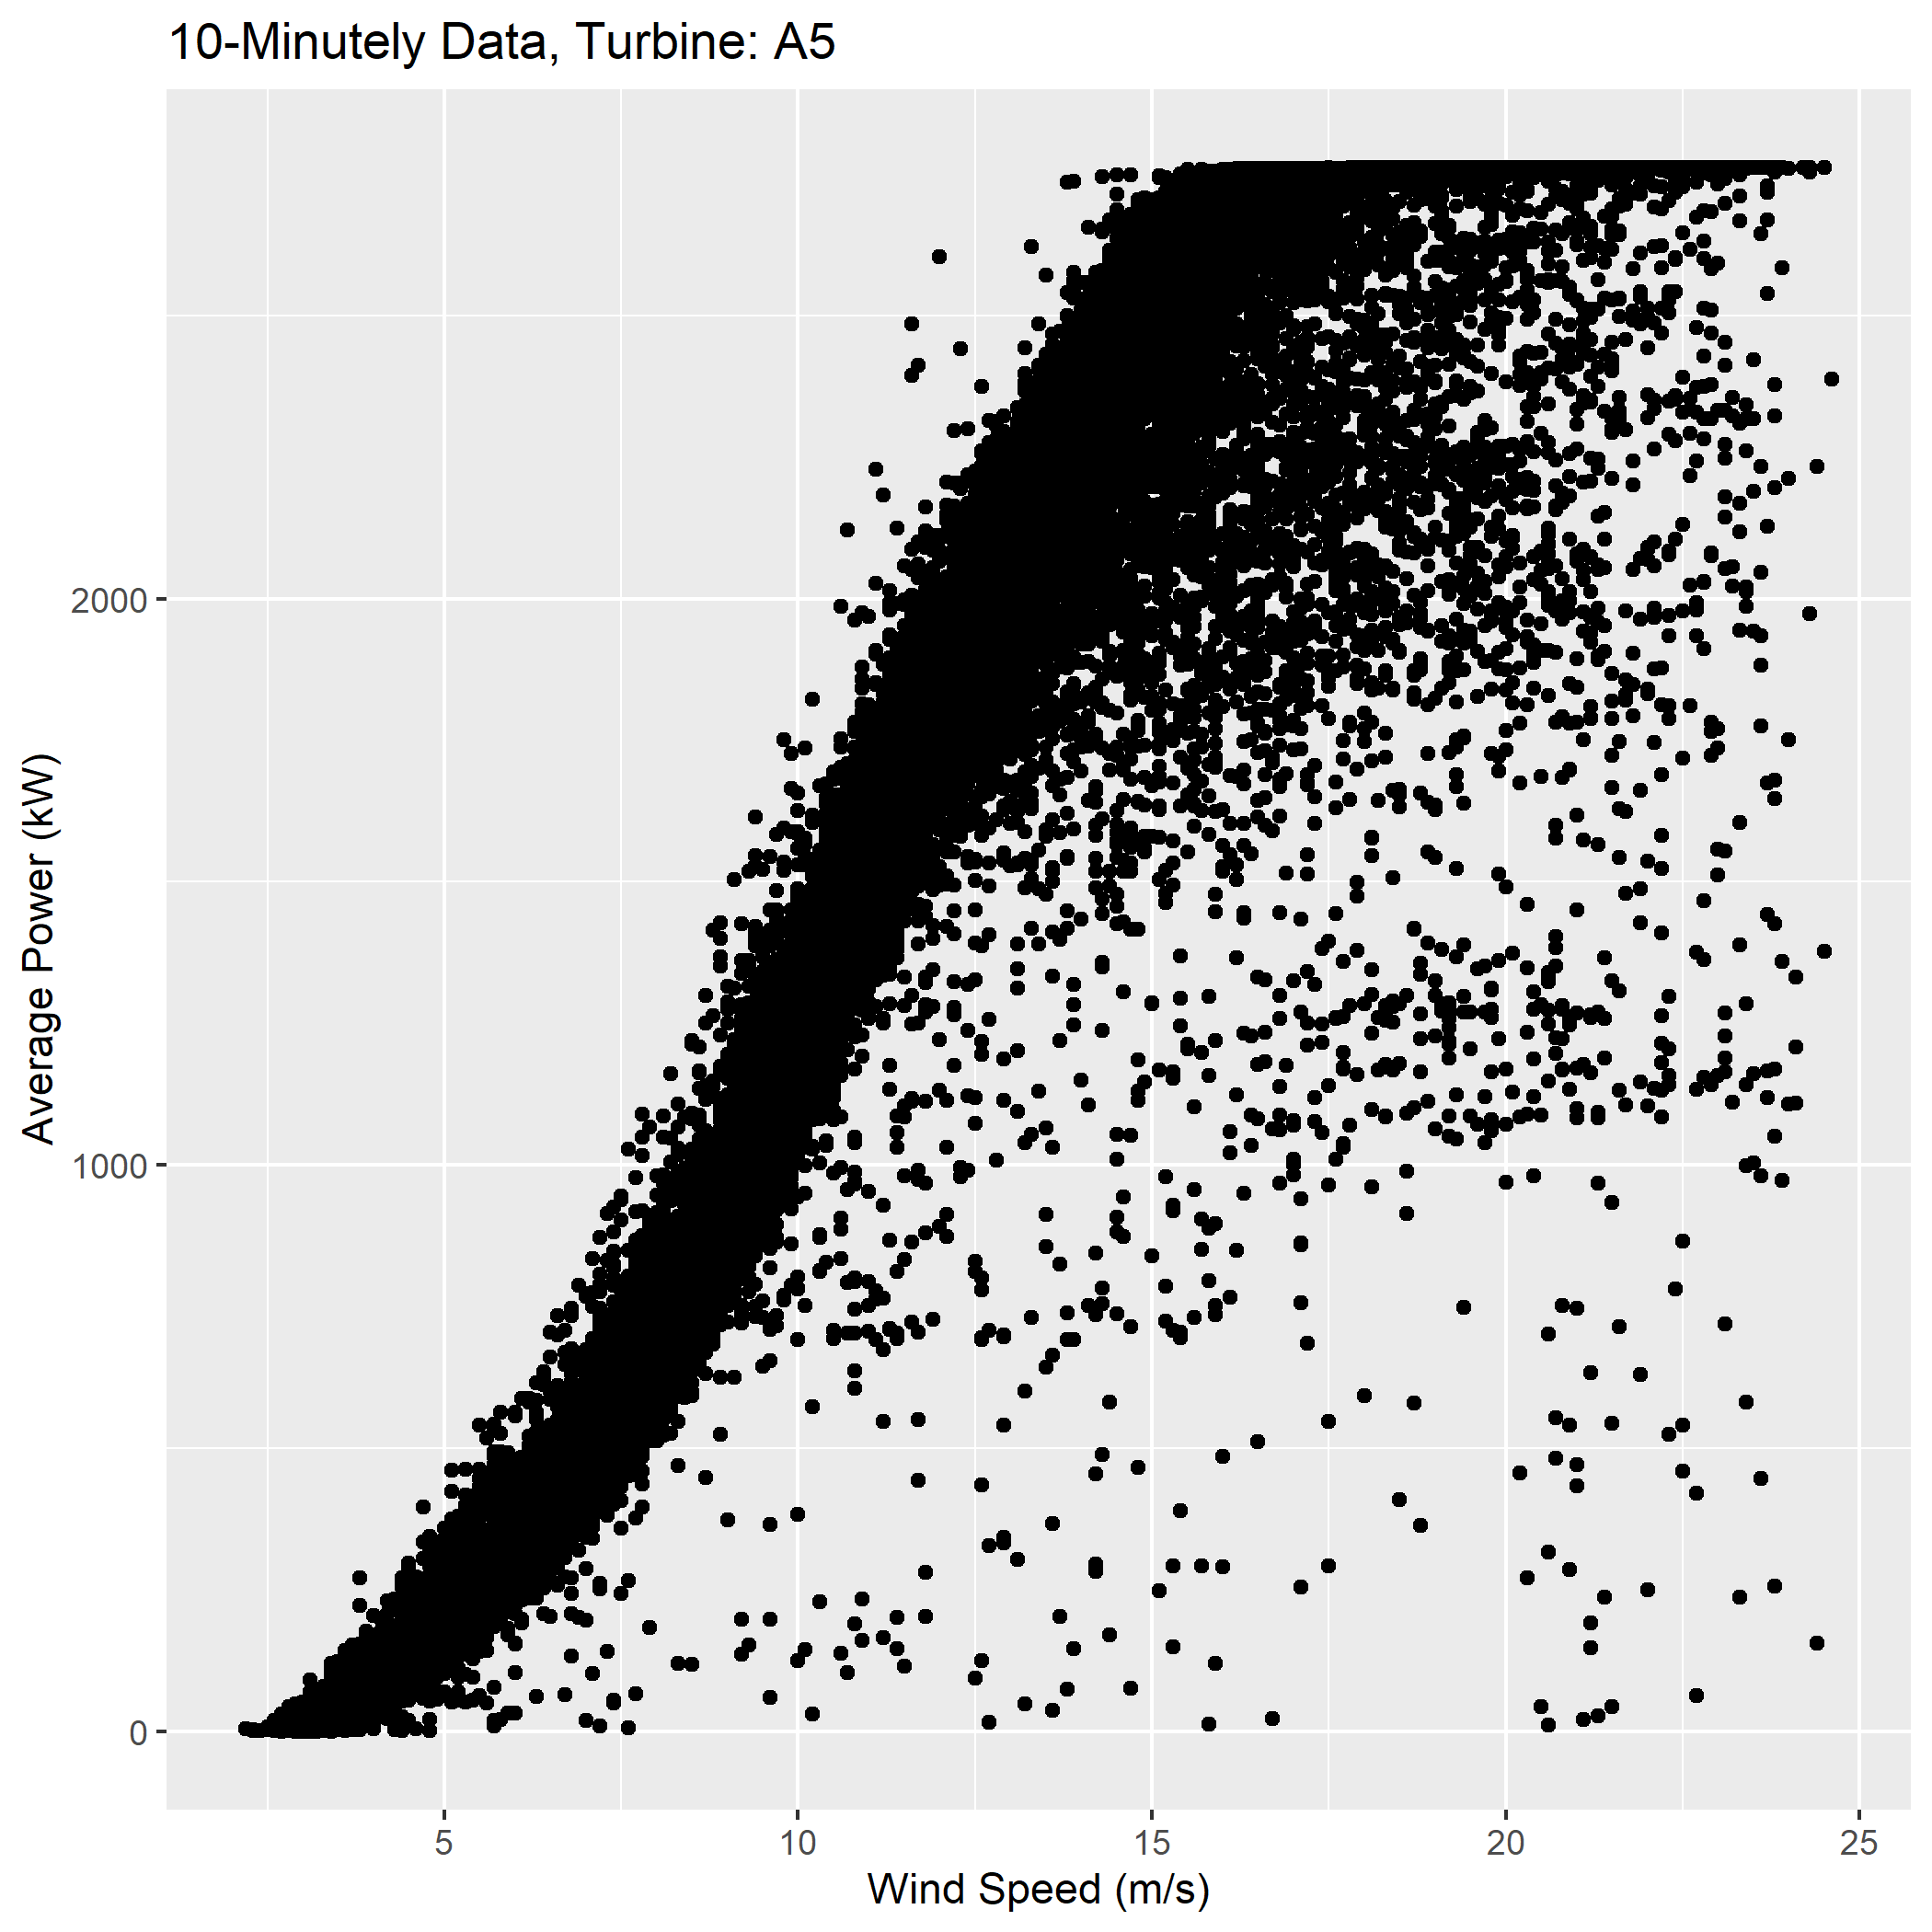 10-Minutely Data, Turbine: A5
Average Power (kW)
2000
1000
0
5 10 15 20 25
Wind Speed (m/s)